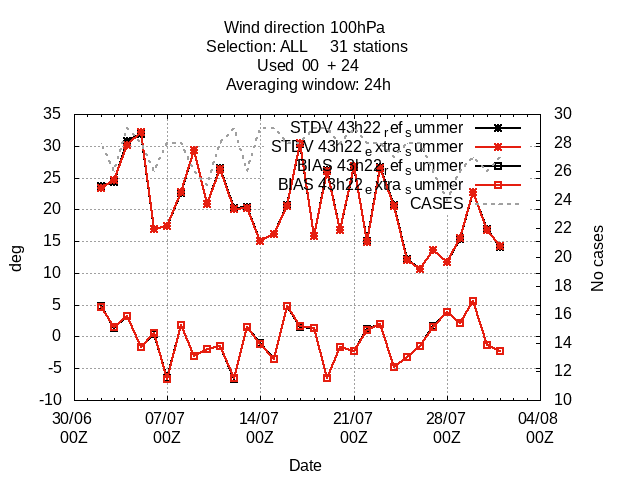 Wind direction 100hPa
Selection: ALL 31 stations
Used 00 + 24
Averaging window: 24h
35 30
STDV 43h22_ref_summer
STDV 43h22_extra_summer
BIAS 43h22_ref_summer
BIAS 43h22_extra_summer
CASES
30 28
25 26
20 24
15 22
10 20
5 18
0 16
-5 14
-10 12
10
deg
No cases
30/06 07/07 14/07 21/07 28/07 04/08
00Z 00Z 00Z 00Z 00Z 00Z
Date